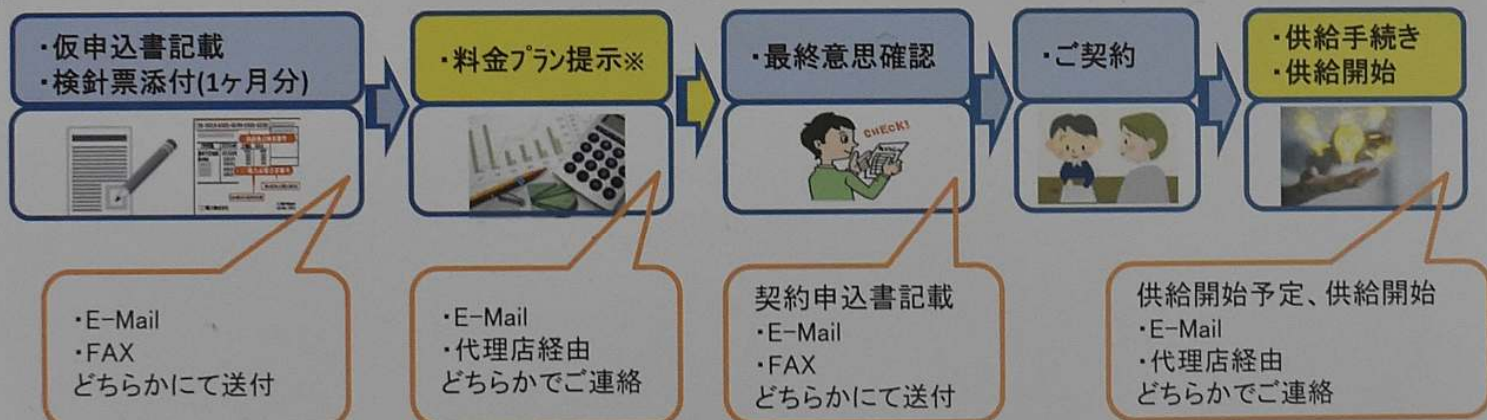 ・仮申込書記載
・検針票添付(1ヶ月分)
・料金プラン提示※
・最終意思確認
・ご契約
・供給手続き
・供給開始
CHECK!
・E-Mail
・FAX
どちらかにて送付
・E-Mail
・代理店経由
どちらかでご連絡
契約申込書記載
・E-Mail
・FAX
どちらかにて送付
供給開始予定、供給開始
・E-Mail
・代理店経由
どちらかでご連絡